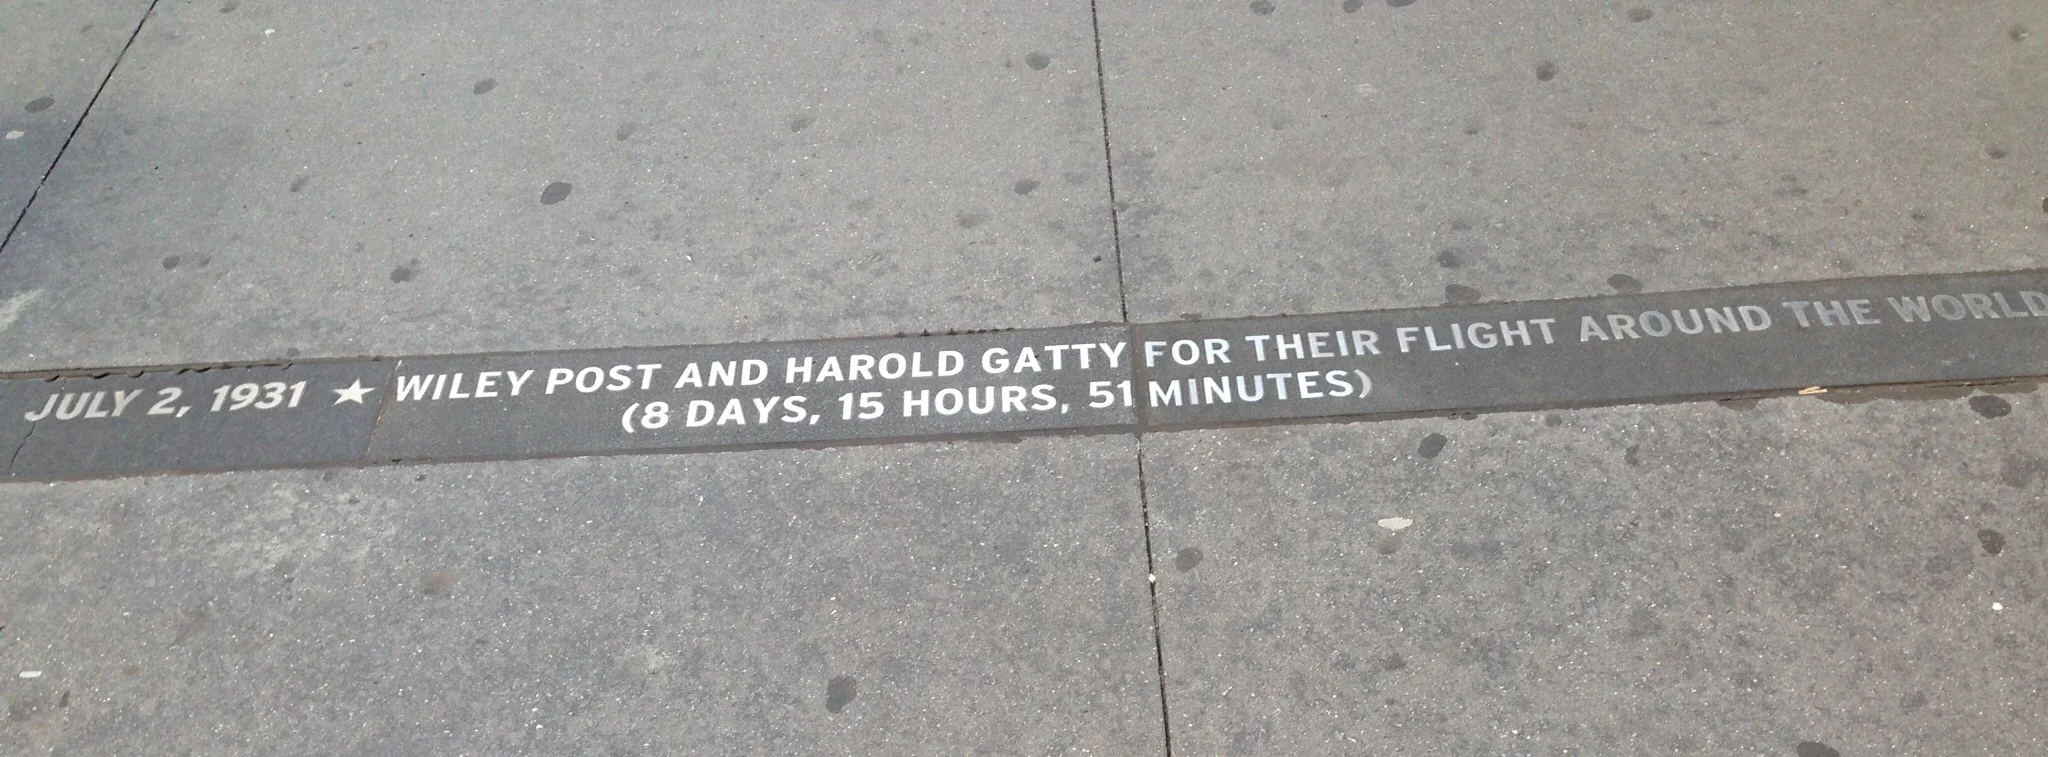 JULY 2, 1931 ★ WILEY POST AND HAROLD GATTY FOR THEIR FLIGHT AROUND THE WORLD
(8 DAYS, 15 HOURS, 51 MINUTES)